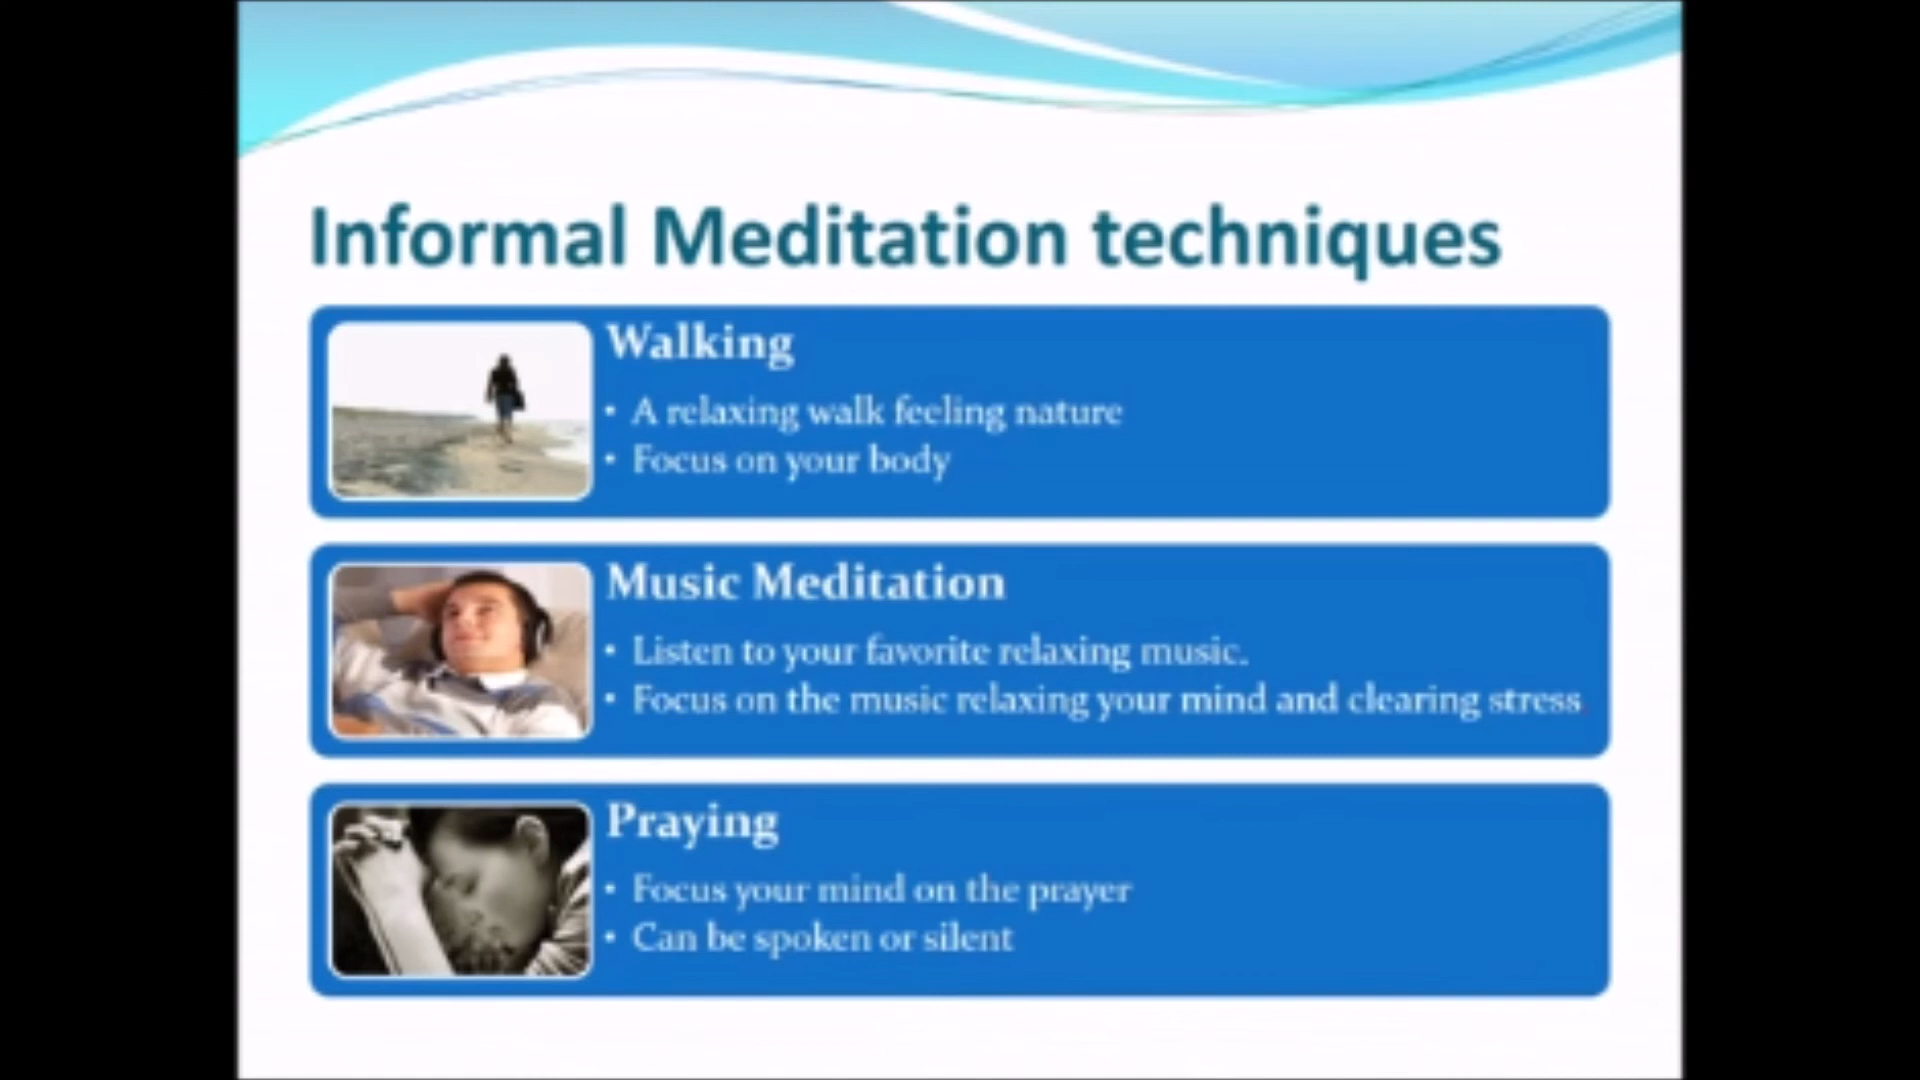 Informal Meditation techniques
Walking
• A relaxing walk feeling nature
• Focus on your body
Music Meditation
• Listen to your favorite relaxing music.
• Focus on the music relaxing your mind and clearing stress.
Praying
• Focus your mind on the prayer
• Can be spoken or silent